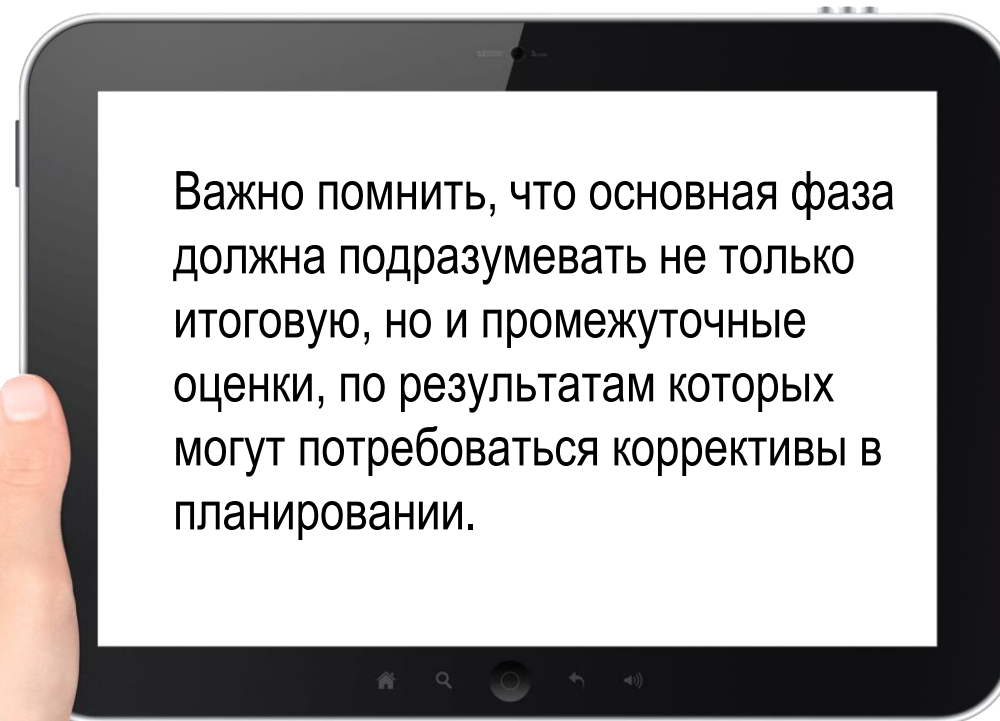 Важно помнить, что основная фаза
должна подразумевать не только
итоговую, но и промежуточные
оценки, по результатам которых
могут потребоваться коррективы в
планировании.